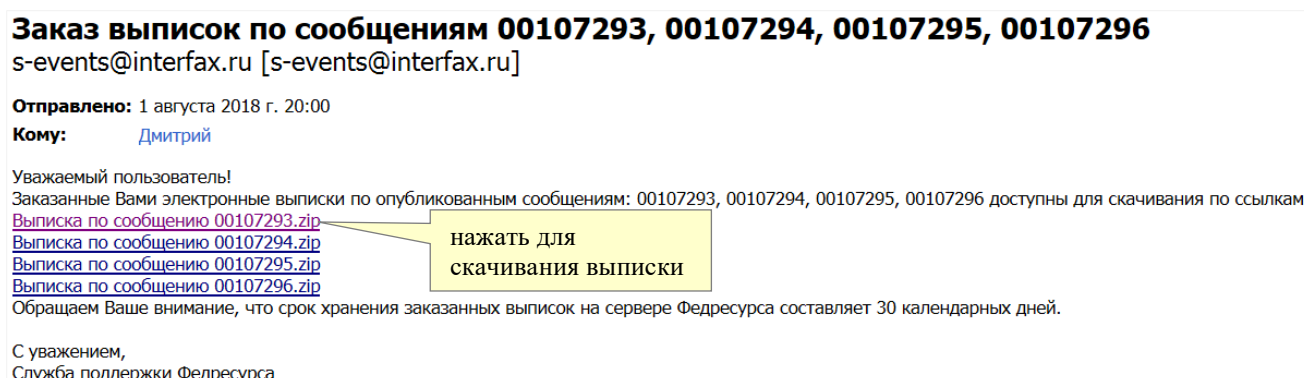 Заказ выписок по сообщениям 00107293, 00107294, 00107295, 00107296
s-events@interfax.ru [s-events@interfax.ru]
Отправлено: 1 августа 2018 г. 20:00
Кому: Дмитрий
Уважаемый пользователь!
Заказанные Вами электронные выписки по опубликованным сообщениям: 00107293, 00107294, 00107295, 00107296 доступны для скачивания по ссылкам
Выписка по сообщению 00107293.zip
Выписка по сообщению 00107294.zip
Выписка по сообщению 00107295.zip
Выписка по сообщению 00107296.zip
нажать для
скачивания выписки
Обращаем Ваше внимание, что срок хранения заказанных выписок на сервере Федресурса составляет 30 календарных дней.
С уважением,
Служба поддержки Федресурса